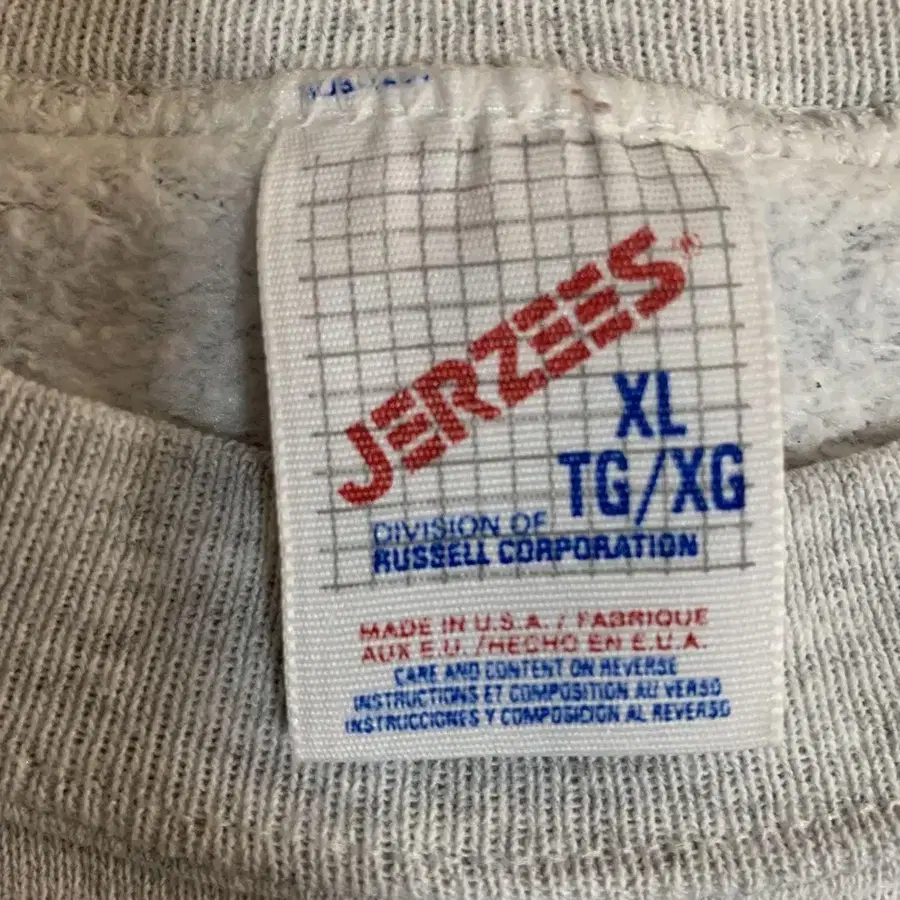 JERZEES®
XL
TG/XG
DIVISION OF
RUSSELL CORPORATION
MADE IN U.S.A. / FABRIQUE
AUX E.U. /HECHO EN E.U.A.
CARE AND CONTENT ON REVERSE
INSTRUCTIONS ET COMPOSITION AU VERSO
INSTRUCCIONES Y COMPOSICION AL REVERSO